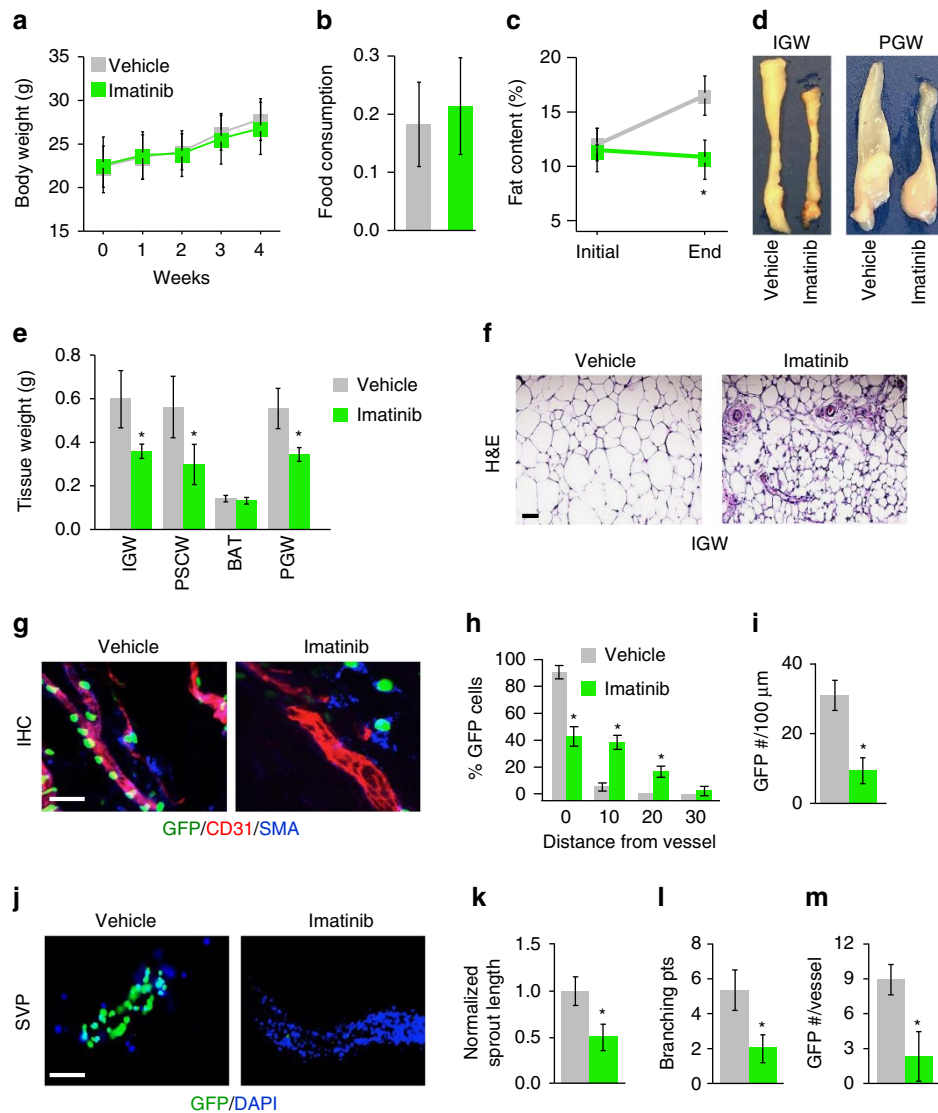 a
Body weight (g)
35
30
25
20
15
Vehicle
Imatinib
0 1 2 3 4
Weeks
b
Food consumption
0.3
0.2
0.1
0.0
c
Fat content (%)
20
15
10
5
*
Initial End
d
IGW PGW
Vehicle
Imatinib
Vehicle
Imatinib
e
Tissue weight (g)
0.8
0.6
0.4
0.2
0.0
Vehicle
Imatinib
* * *
IGW
PSCW
BAT
PGW
f
Vehicle Imatinib
H&E
IGW
g
Vehicle Imatinib
IHC
GFP/CD31/SMA
h
% GFP cells
100
80
60
40
20
0
Vehicle
Imatinib
* * *
0 10 20 30
Distance from vessel
i
GFP #/100 μm
40
20
0
*
j
Vehicle Imatinib
SVP
GFP/DAPI
k
Normalized
sprout length
1.5
1.0
0.5
0.0
*
l
Branching pts
8
6
4
2
0
*
m
GFP #/vessel
9
6
3
0
*